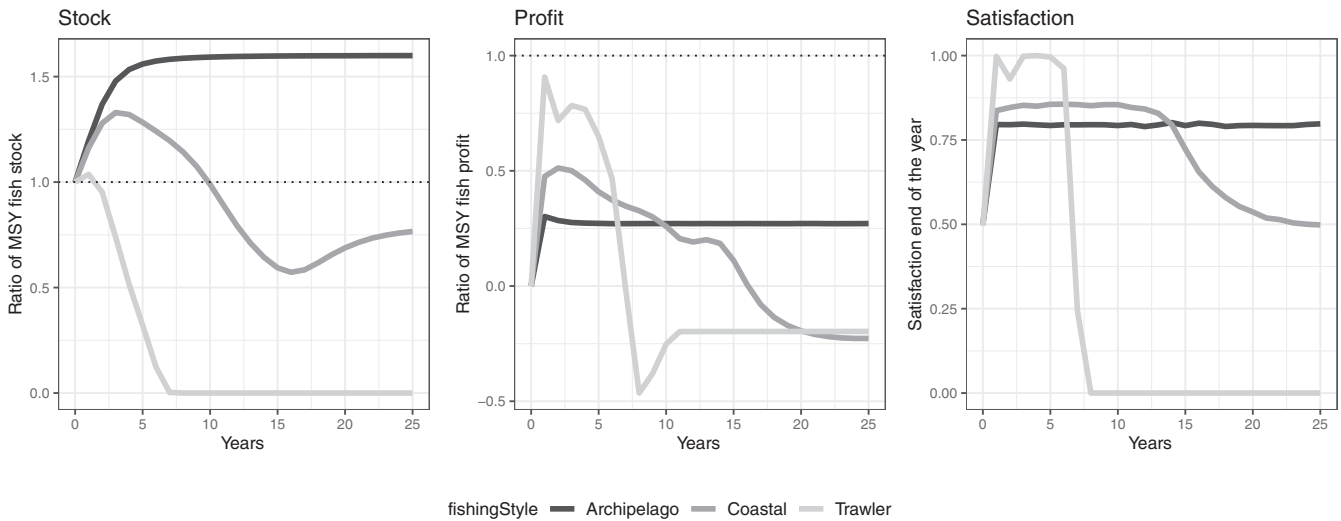 Stock
Profit
Satisfaction
Ratio of MSY fish stock
1.5
1.0
0.5
0.0
0 5 10 15 20 25
Years
Ratio of MSY fish profit
1.0
0.5
0.0
−0.5
0 5 10 15 20 25
Years
Satisfaction end of the year
1.00
0.75
0.50
0.25
0.00
0 5 10 15 20 25
Years
fishingStyle Archipelago Coastal Trawler